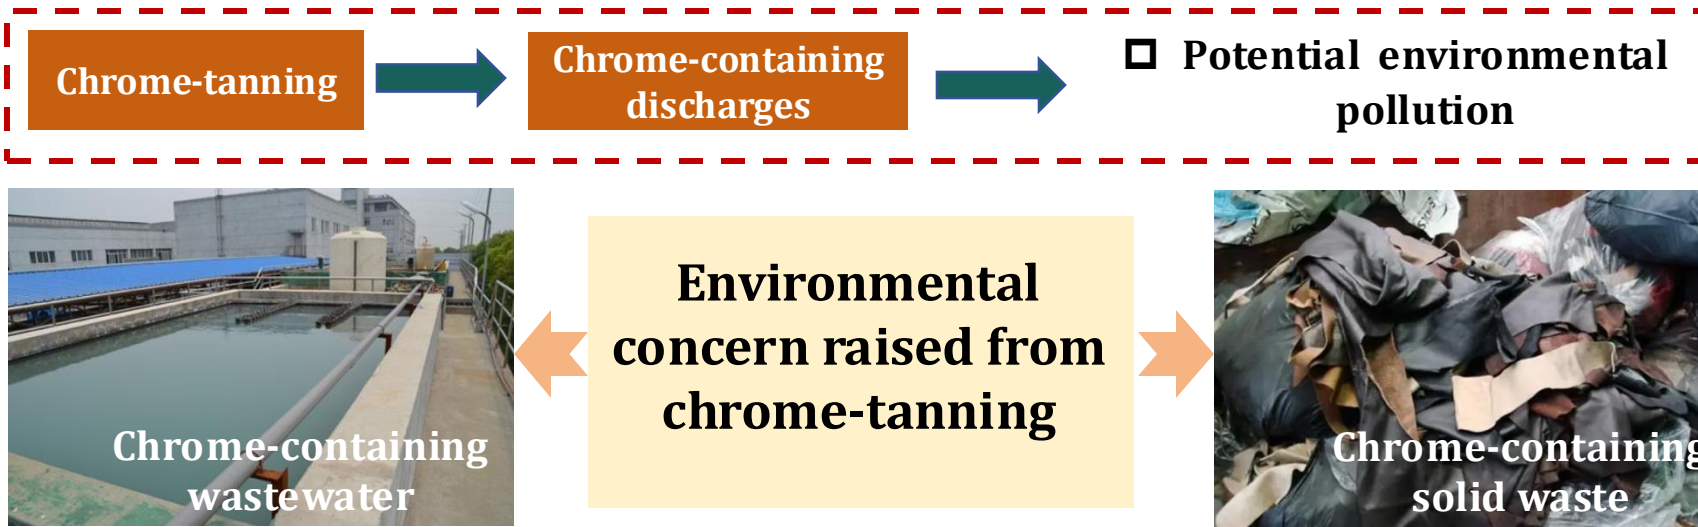 Chrome-tanning
Chrome-containing
discharges
Potential environmental
pollution
Environmental
concern raised from
chrome-tanning
Chrome-containing
wastewater
Chrome-containing
solid waste